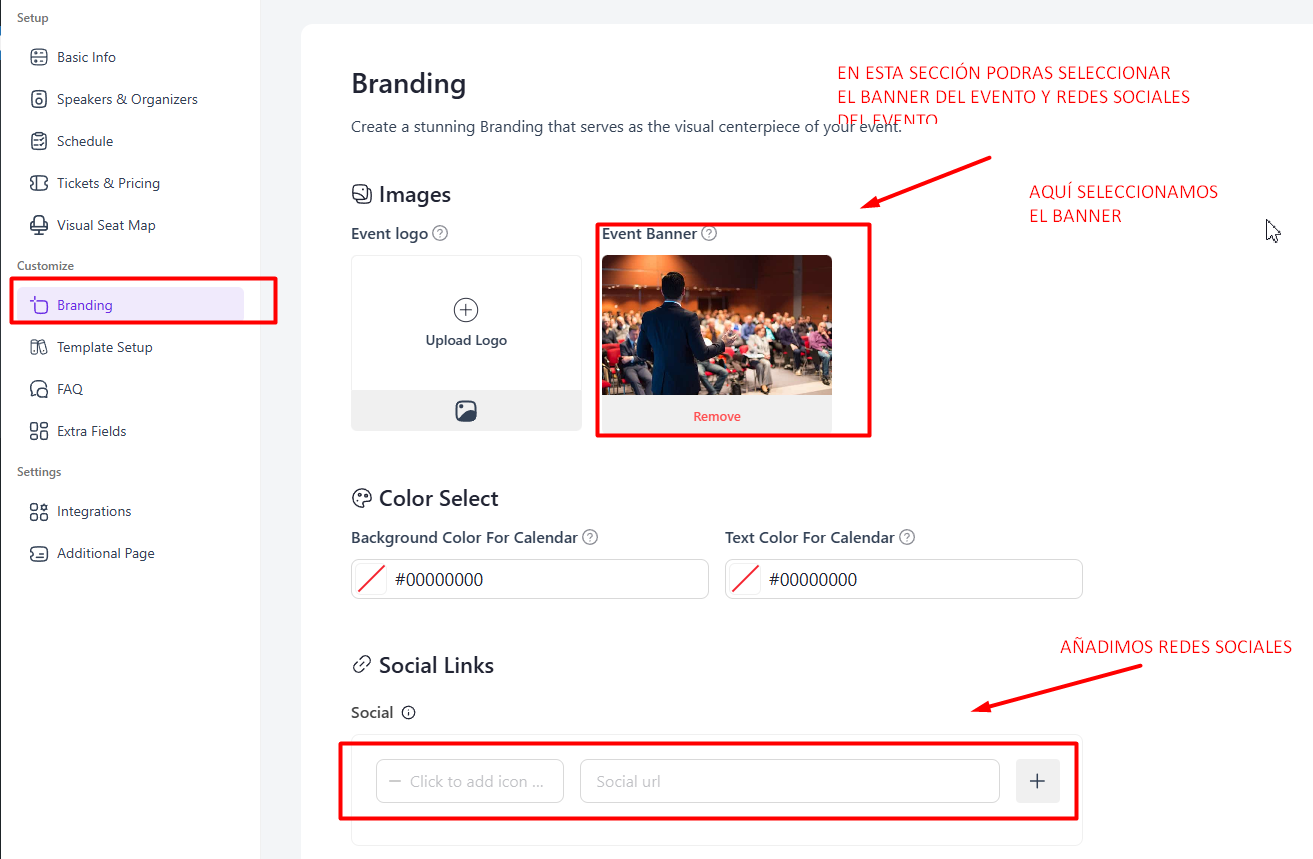 Setup
Basic Info
Speakers & Organizers
Schedule
Tickets & Pricing
Visual Seat Map
Customize
Branding
Template Setup
FAQ
Extra Fields
Settings
Integrations
Additional Page
Branding
Create a stunning Branding that serves as the visual centerpiece of your event.
EN ESTA SECCIÓN PODRAS SELECCIONAR
EL BANNER DEL EVENTO Y REDES SOCIALES
DEL EVENTO
AQUÍ SELECCIONAMOS
EL BANNER
Images
Event logo
Event Banner
Upload Logo
Remove
Color Select
Background Color For Calendar
Text Color For Calendar
#00000000
#00000000
AÑADIMOS REDES SOCIALES
Social Links
Social
Click to add icon ...
Social url